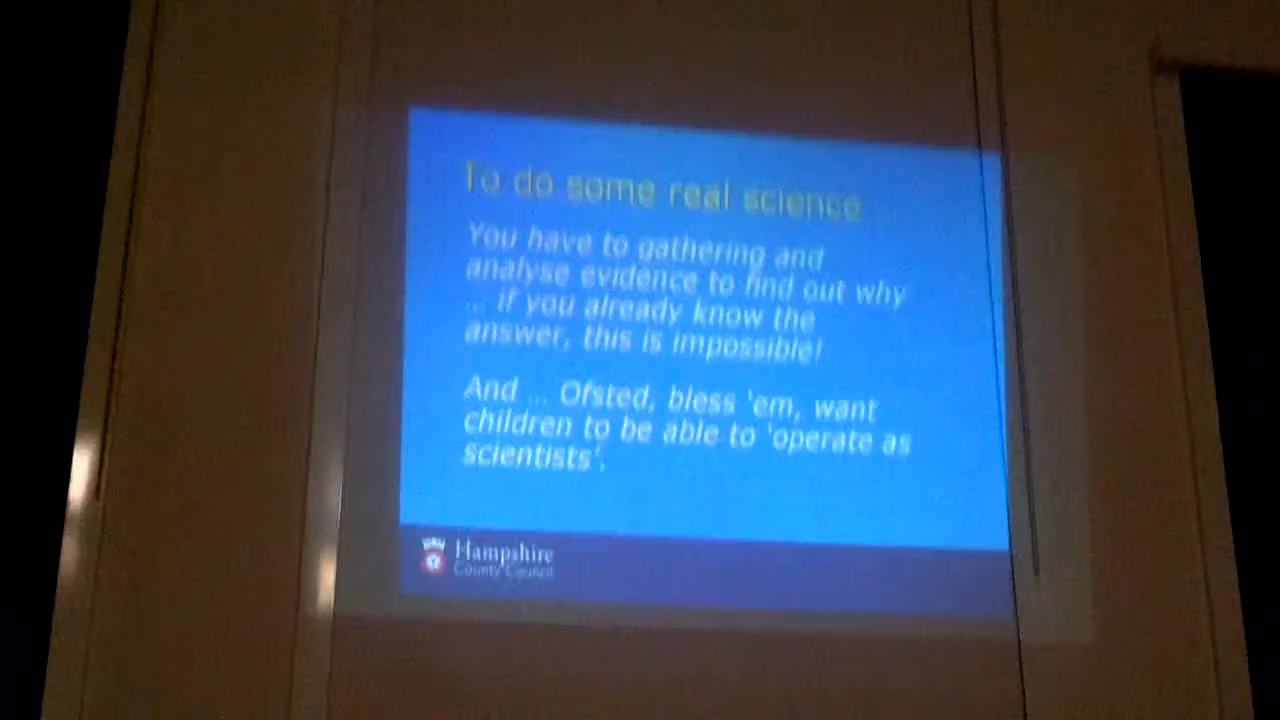 To do some real science
You have to gathering and
analyse evidence to find out why
... if you already know the
answer, this is impossible!
And ... Ofsted, bless 'em, want
children to be able to 'operate as
scientists'.
Hampshire
County Council